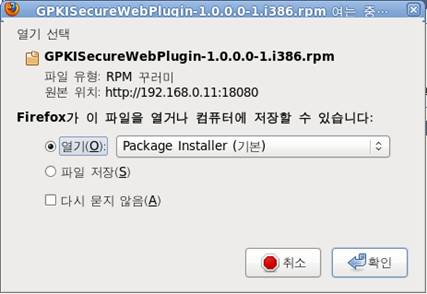 GPKISecureWebPlugin-1.0.0.0-1.i386.rpm 여는 중…
열기 선택
GPKISecureWebPlugin-1.0.0.0-1.i386.rpm
파일 유형: RPM 꾸러미
원본 위치: http://192.168.0.11:18080
Firefox가 이 파일을 열거나 컴퓨터에 저장할 수 있습니다:
열기(O): Package Installer (기본)
파일 저장(S)
다시 묻지 않음(A)
취소 확인